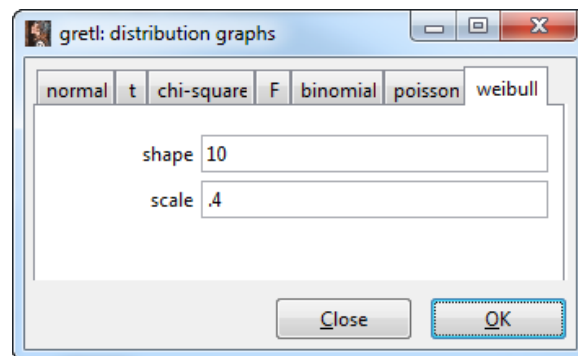 gretl: distribution graphs
normal t chi-square F binomial poisson weibull
shape 10
scale .4
Close OK